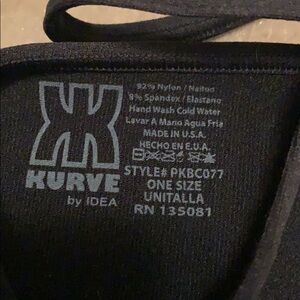 92% Nylon / Nailon
8% Spandex / Elastano
Hand Wash Cold Water
Lavar A Mano Agua Fria
MADE IN U.S.A.
HECHO EN E.U.A.
KURVE
by IDEA
STYLE# PKBC077
ONE SIZE
UNITALLA
RN 135081